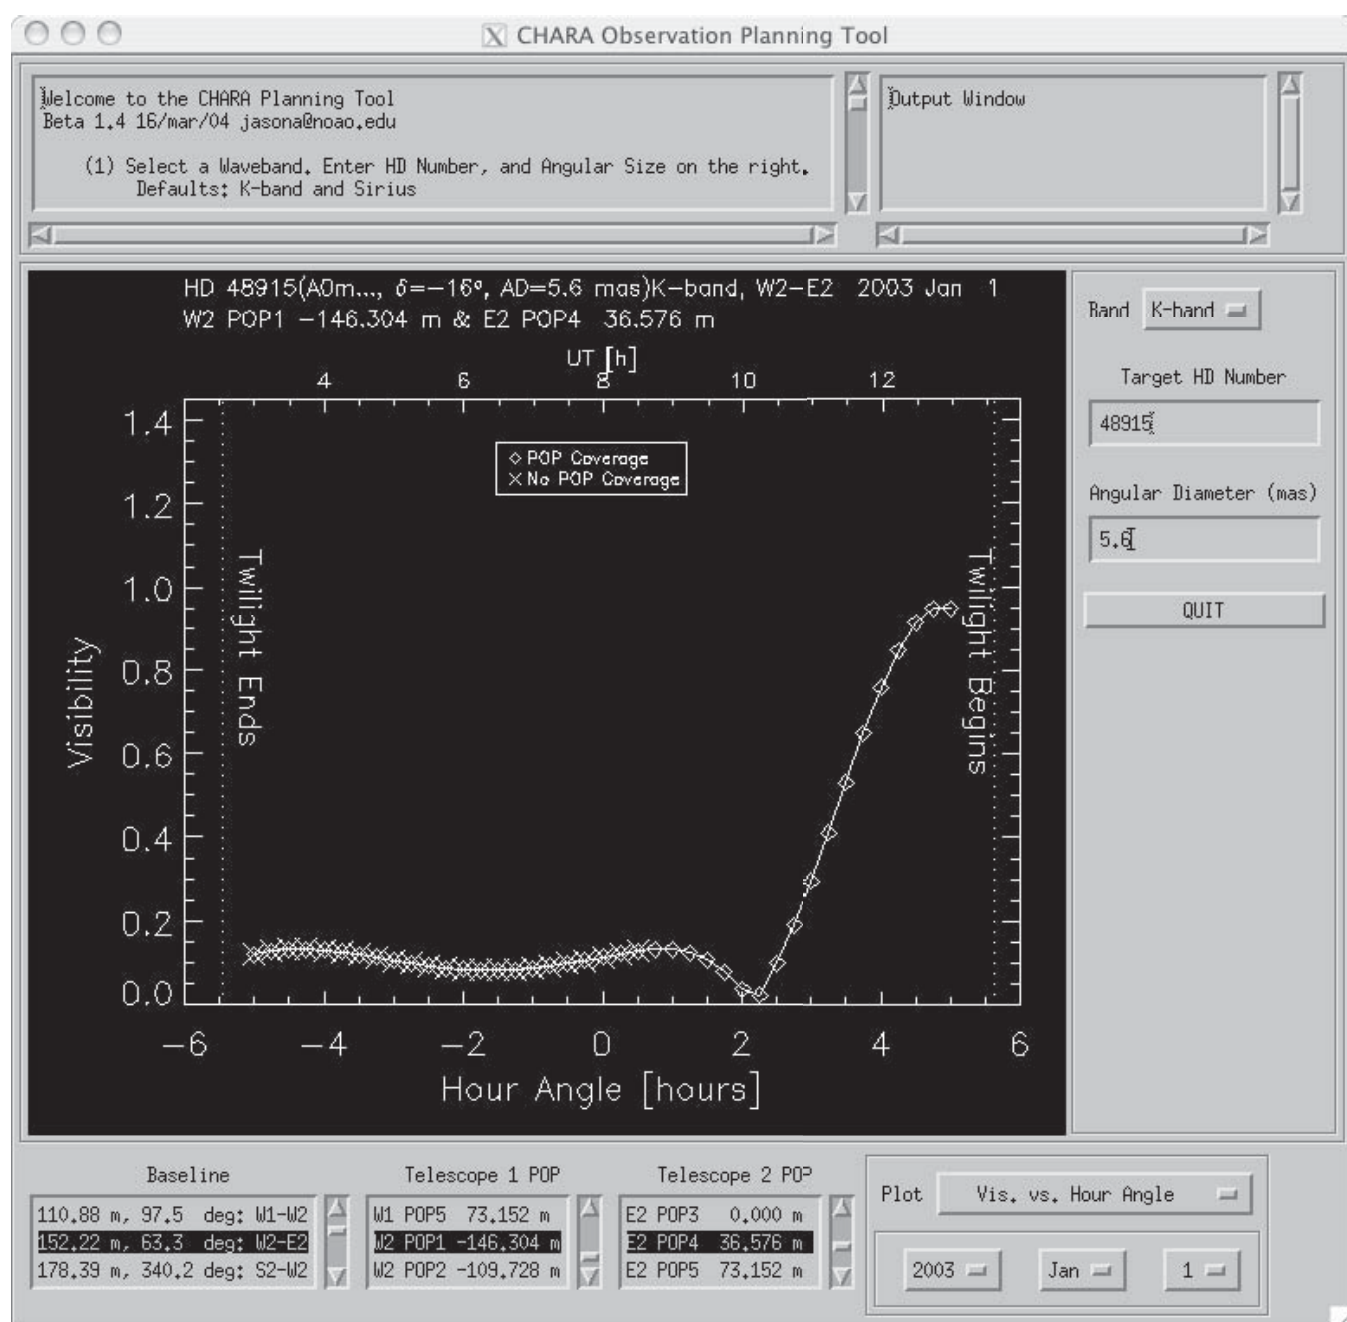 CHARA Observation Planning Tool
Welcome to the CHARA Planning Tool
Beta 1.4 16/mar/04 jasona@noao.edu
(1) Select a Waveband. Enter HD Number, and Angular Size on the right.
Defaults: K-band and Sirius
Output Window
HD 48915(A0m..., δ=−16°, AD=5.6 mas)K−band, W2−E2 2003 Jan 1
W2 POP1 −146.304 m & E2 POP4 36.576 m
UT [h]
4 6 8 10 12
POP Coverage
No POP Coverage
1.4
1.2
1.0
0.8
0.6
0.4
0.2
0.0
Visibility
Twilight Ends
Twilight Begins
−6 −4 −2 0 2 4 6
Hour Angle [hours]
Band K-band
Target HD Number
48915
Angular Diameter (mas)
5.6
QUIT
Baseline
110.88 m, 97.5 deg: W1-W2
152.22 m, 63.3 deg: W2-E2
178.39 m, 340.2 deg: S2-W2
Telescope 1 POP
W1 POP5 73.152 m
W2 POP1 -146.304 m
W2 POP2 -109.728 m
Telescope 2 POP
E2 POP3 0.000 m
E2 POP4 36.576 m
E2 POP5 73.152 m
Plot Vis. vs. Hour Angle
2003 Jan 1